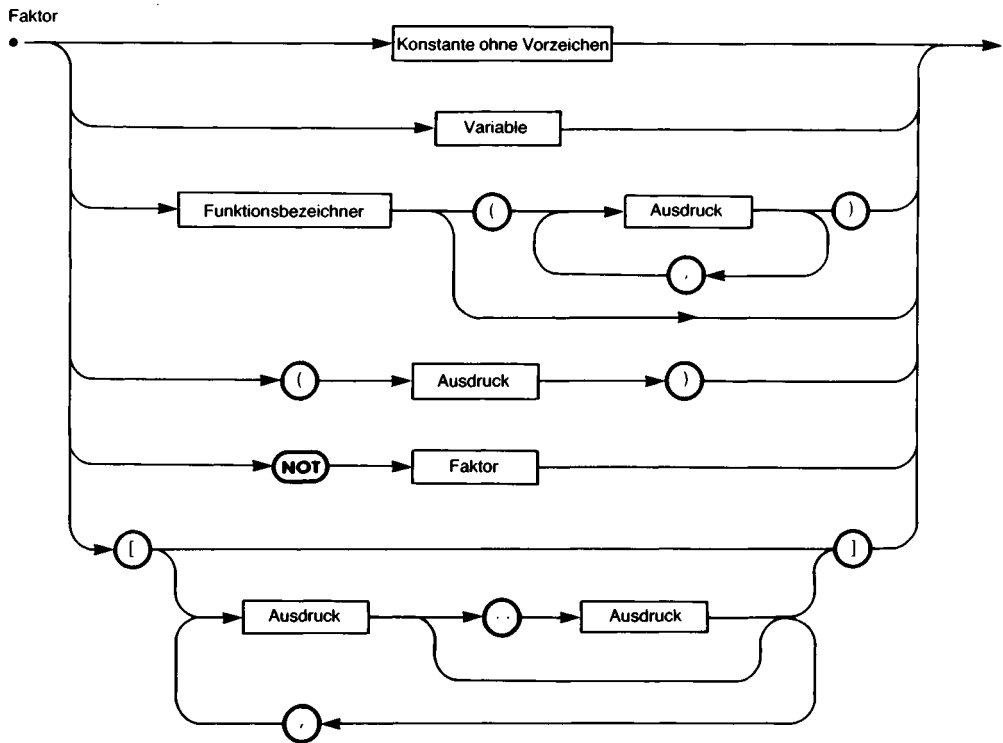 Faktor
Konstante ohne Vorzeichen
Variable
Funktionsbezeichner ( Ausdruck )
,
( Ausdruck )
NOT Faktor
[ ]
Ausdruck .. Ausdruck
,